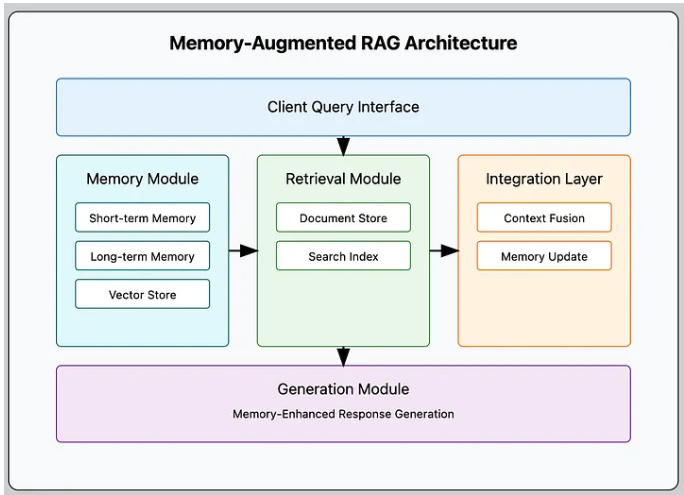 Memory-Augmented RAG Architecture
Client Query Interface
Memory Module
Short-term Memory
Long-term Memory
Vector Store
Retrieval Module
Document Store
Search Index
Integration Layer
Context Fusion
Memory Update
Generation Module
Memory-Enhanced Response Generation